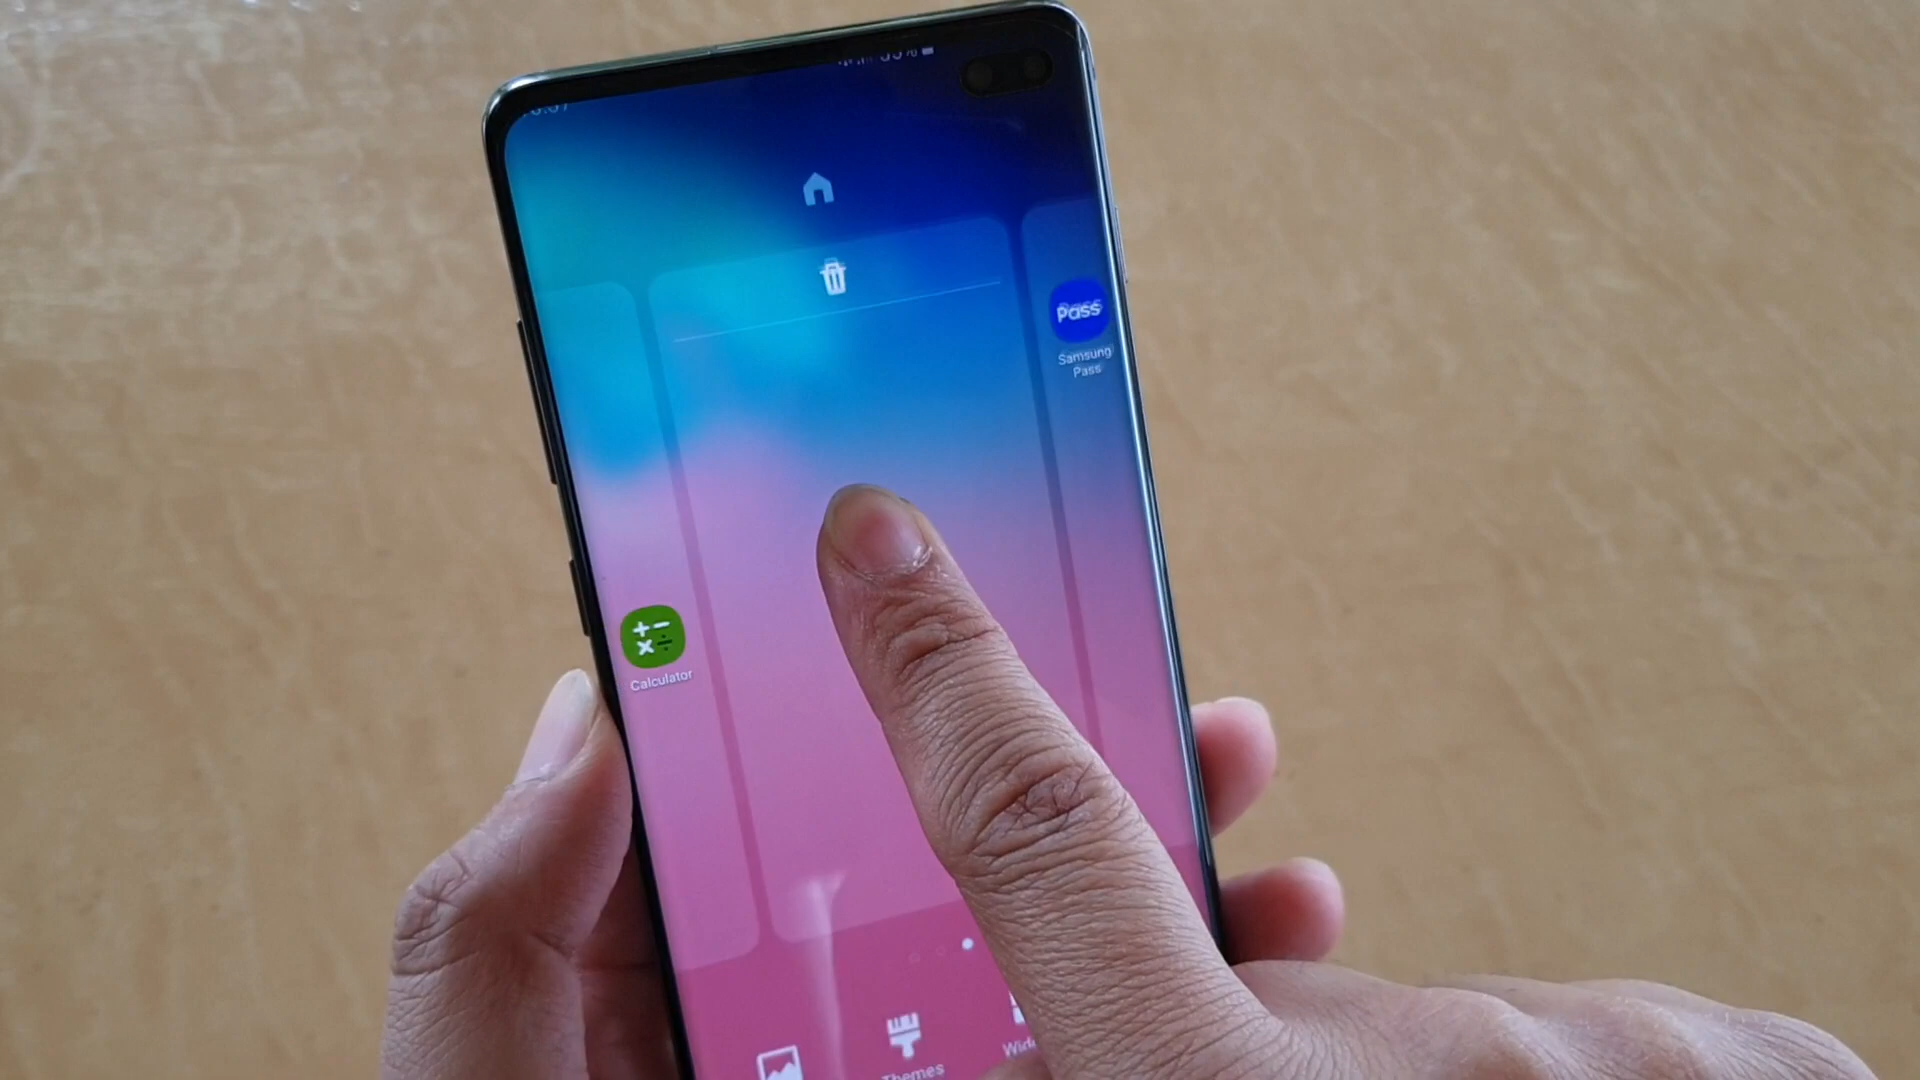 Pass
Samsung
Pass
Calculator
Themes